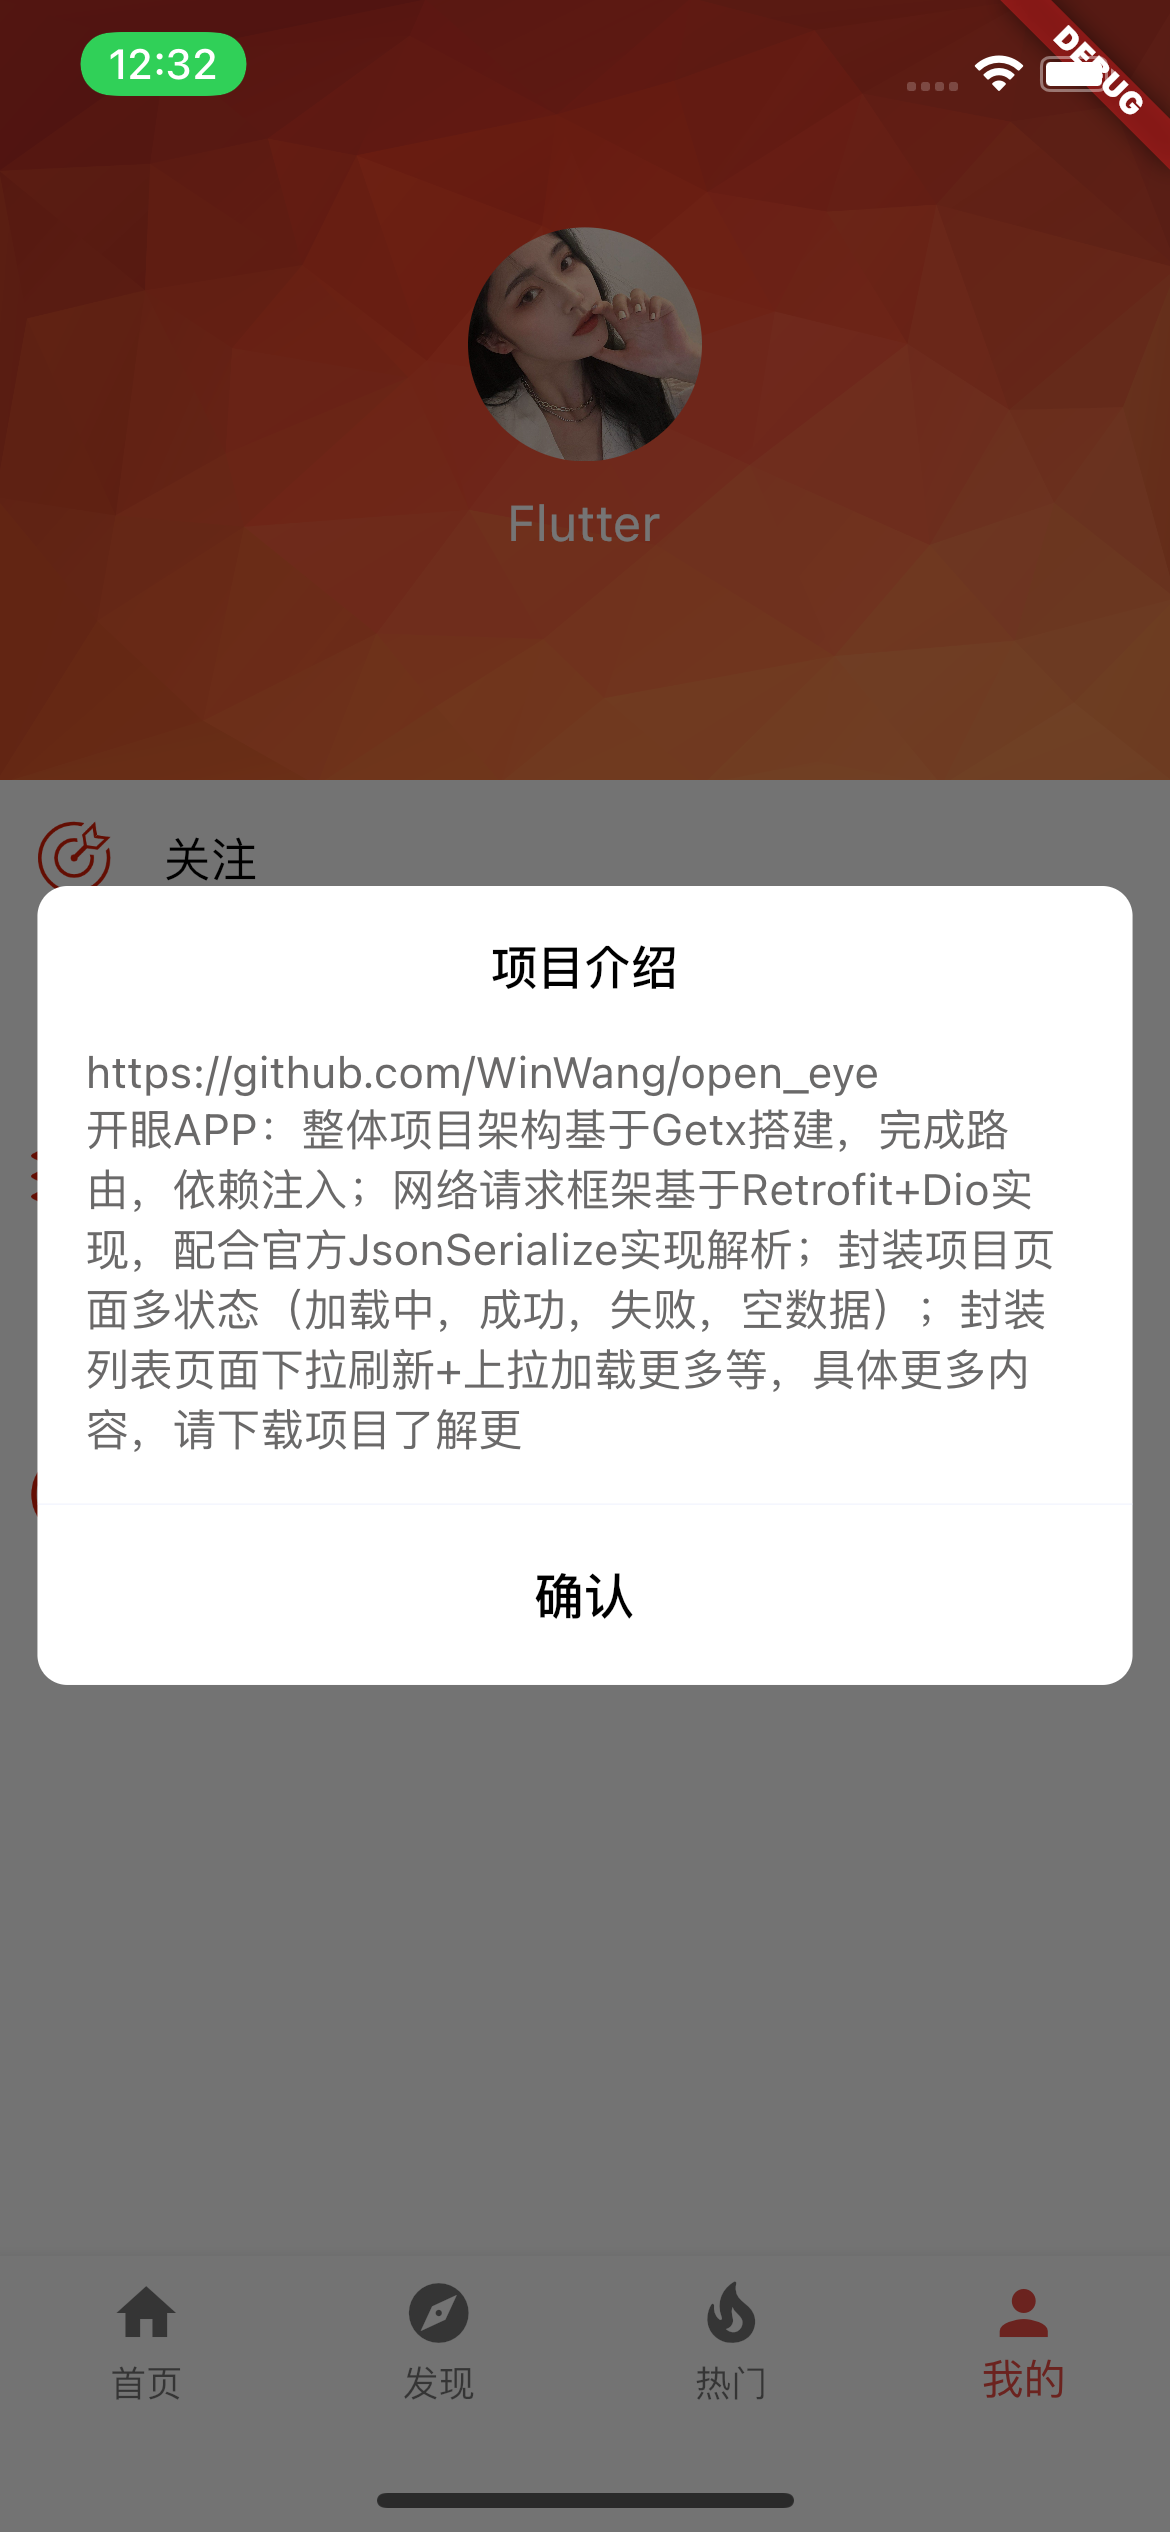 12:32
DEBUG
Flutter
关注
项目介绍
https://github.com/WinWang/open_eye
开眼APP：整体项目架构基于Getx搭建，完成路
由，依赖注入；网络请求框架基于Retrofit+Dio实
现，配合官方JsonSerialize实现解析；封装项目页
面多状态（加载中，成功，失败，空数据）；封装
列表页面下拉刷新+上拉加载更多等，具体更多内
容，请下载项目了解更
确认
首页
发现
热门
我的